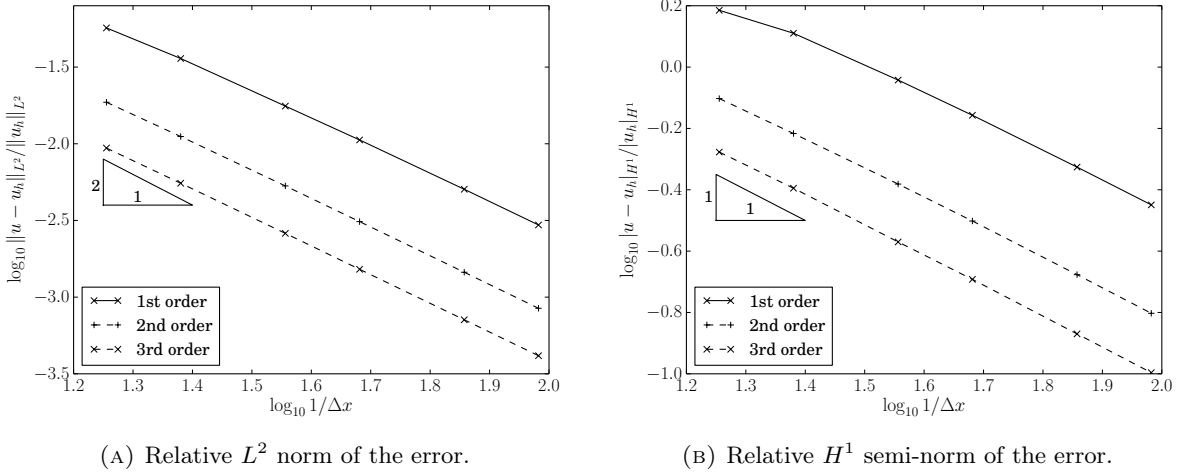 −1.5
−2.0
−2.5
−3.0
−3.5
log₁₀ ‖u − u_h‖_{L²}/‖u_h‖_{L²}
2
1
1st order
2nd order
3rd order
1.2 1.3 1.4 1.5 1.6 1.7 1.8 1.9 2.0
log₁₀ 1/Δx
(A) Relative L² norm of the error.
0.2
0.0
−0.2
−0.4
−0.6
−0.8
−1.0
log₁₀ |u − u_h|_{H¹}/|u_h|_{H¹}
1
1
1st order
2nd order
3rd order
1.2 1.3 1.4 1.5 1.6 1.7 1.8 1.9 2.0
log₁₀ 1/Δx
(B) Relative H¹ semi-norm of the error.